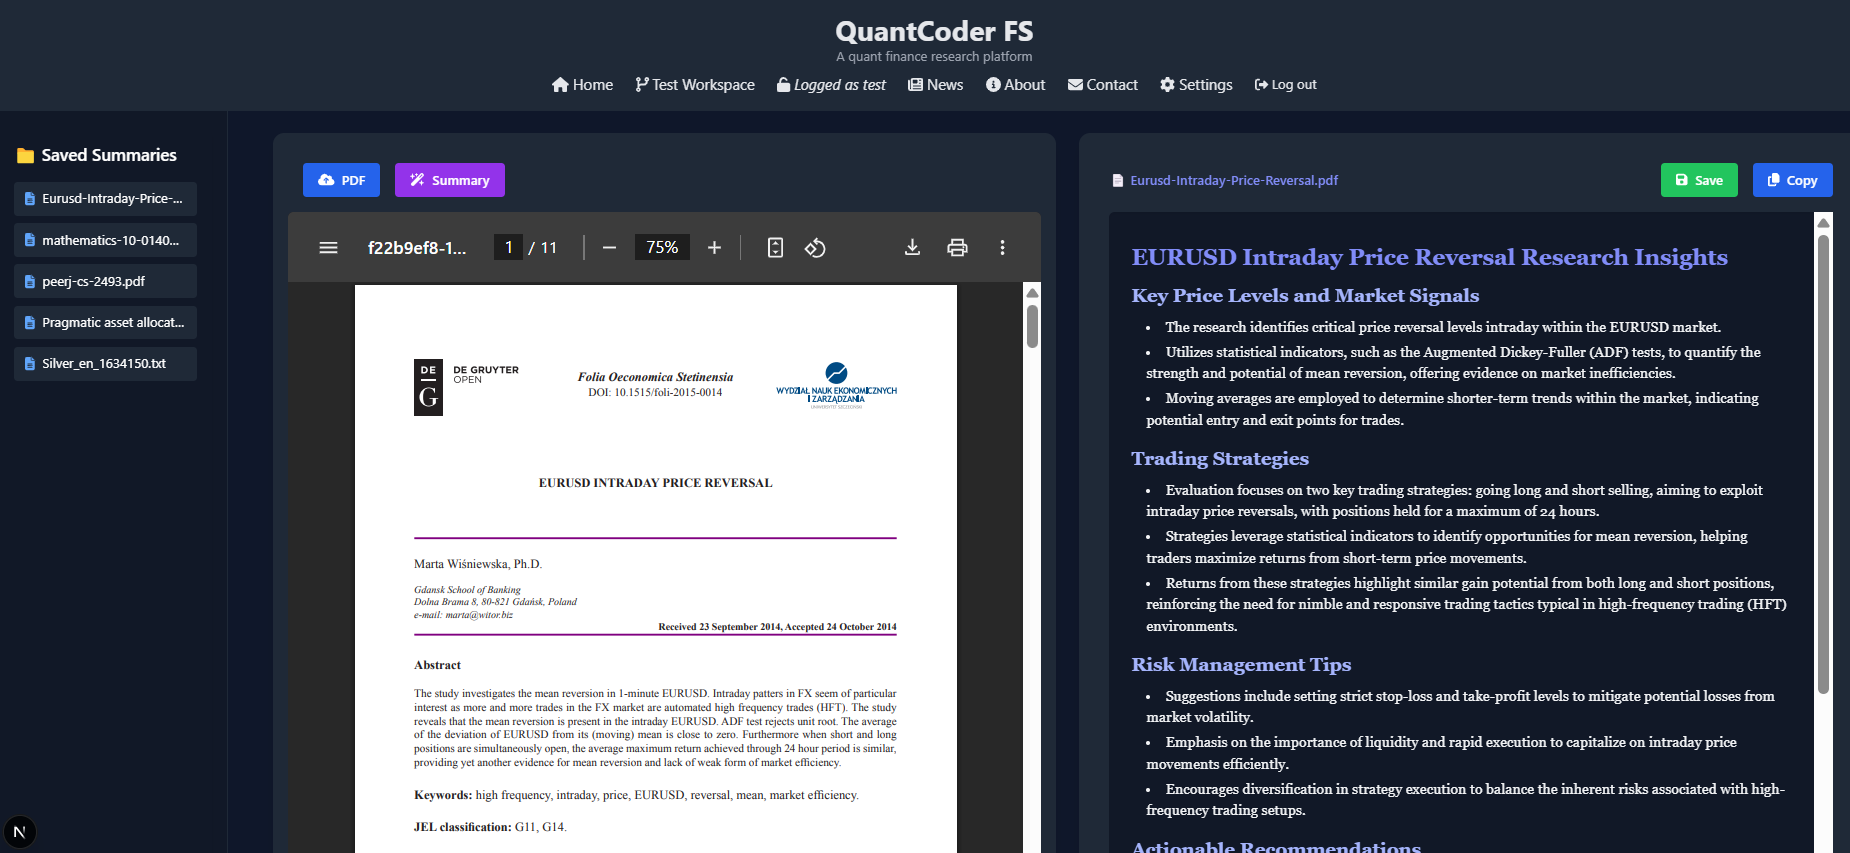 QuantCoder FS
A quant finance research platform
Home
Test Workspace
Logged as test
News
About
Contact
Settings
Log out
Saved Summaries
Eurusd-Intraday-Price-...
mathematics-10-0140...
peerj-cs-2493.pdf
Pragmatic asset allocat...
Silver_en_1634150.txt
PDF
Summary
f22b9ef8-1...
1 / 11
75%
DE
G
DE GRUYTER
OPEN
Folia Oeconomica Stetinensia
DOI: 10.1515/foli-2015-0014
WYDZIAŁ NAUK EKONOMICZNYCH
I ZARZĄDZANIA
UNIWERSYTET SZCZECIŃSKI
EURUSD INTRADAY PRICE REVERSAL
Marta Wiśniewska, Ph.D.
Gdansk School of Banking
Dolna Brama 8, 80-821 Gdańsk, Poland
e-mail: marta@witor.biz
Received 23 September 2014, Accepted 24 October 2014
Abstract
The study investigates the mean reversion in 1-minute EURUSD. Intraday patters in FX seem of particular
interest as more and more trades in the FX market are automated high frequency trades (HFT). The study
reveals that the mean reversion is present in the intraday EURUSD. ADF test rejects unit root. The average
of the deviation of EURUSD from its (moving) mean is close to zero. Furthermore when short and long
positions are simultaneously open, the average maximum return achieved through 24 hour period is similar,
providing yet another evidence for mean reversion and lack of weak form of market efficiency.
Keywords: high frequency, intraday, price, EURUSD, reversal, mean, market efficiency.
JEL classification: G11, G14.
Eurusd-Intraday-Price-Reversal.pdf
Save
Copy
EURUSD Intraday Price Reversal Research Insights
Key Price Levels and Market Signals
• The research identifies critical price reversal levels intraday within the EURUSD market.
• Utilizes statistical indicators, such as the Augmented Dickey-Fuller (ADF) tests, to quantify the
strength and potential of mean reversion, offering evidence on market inefficiencies.
• Moving averages are employed to determine shorter-term trends within the market, indicating
potential entry and exit points for trades.
Trading Strategies
• Evaluation focuses on two key trading strategies: going long and short selling, aiming to exploit
intraday price reversals, with positions held for a maximum of 24 hours.
• Strategies leverage statistical indicators to identify opportunities for mean reversion, helping
traders maximize returns from short-term price movements.
• Returns from these strategies highlight similar gain potential from both long and short positions,
reinforcing the need for nimble and responsive trading tactics typical in high-frequency trading (HFT)
environments.
Risk Management Tips
• Suggestions include setting strict stop-loss and take-profit levels to mitigate potential losses from
market volatility.
• Emphasis on the importance of liquidity and rapid execution to capitalize on intraday price
movements efficiently.
• Encourages diversification in strategy execution to balance the inherent risks associated with high-
frequency trading setups.
Actionable Recommendations
N